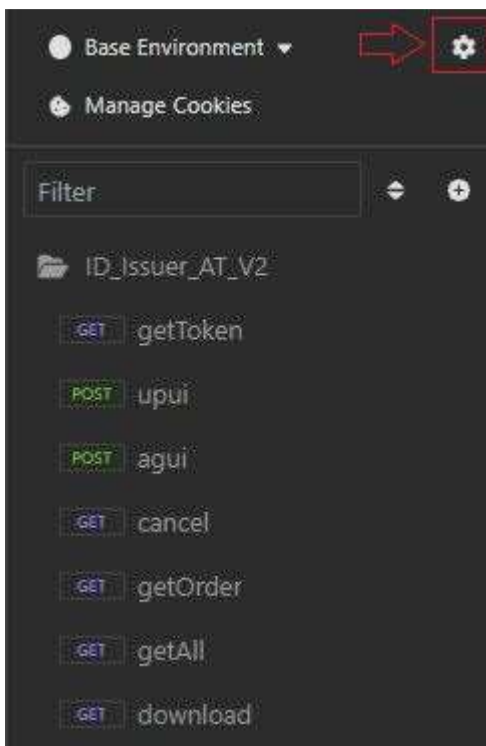 Base Environment
Manage Cookies
Filter
ID_Issuer_AT_V2
GET getToken
POST upui
POST agui
GET cancel
GET getOrder
GET getAll
GET download